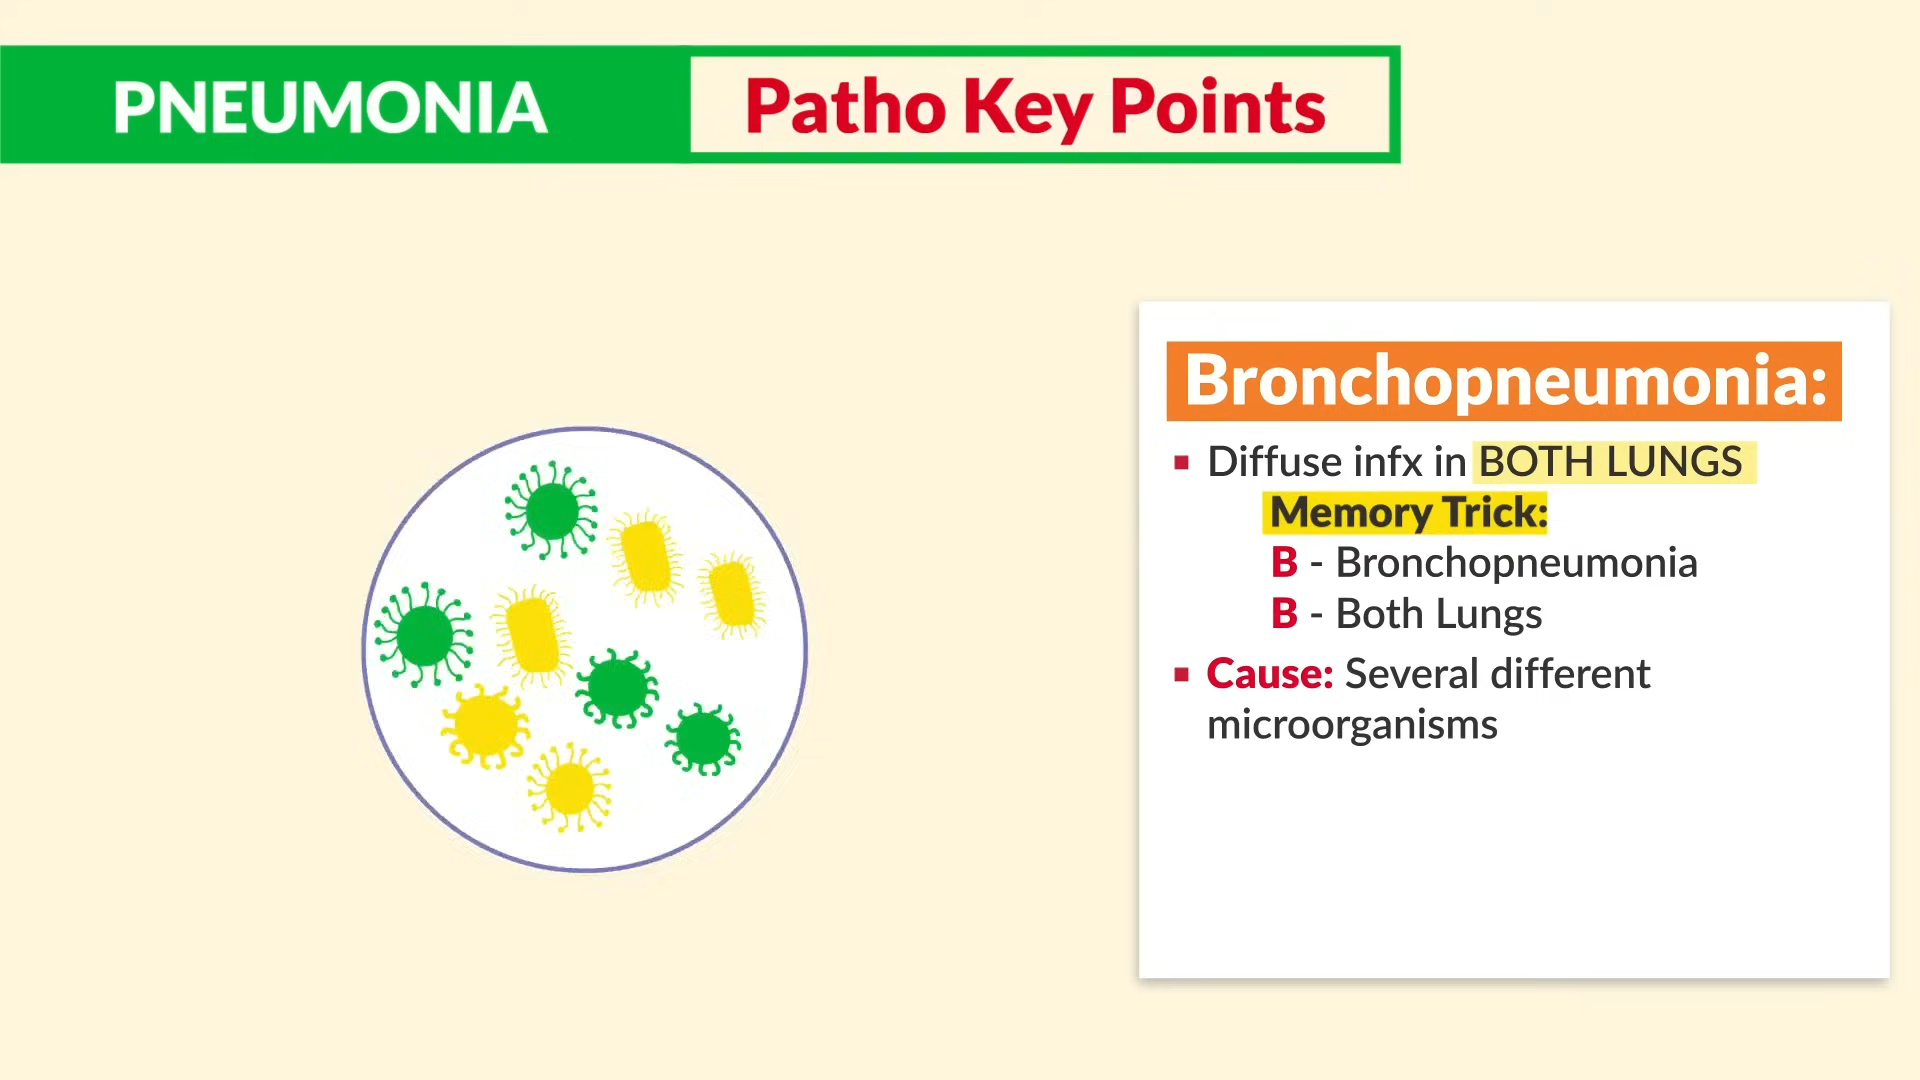 PNEUMONIA Patho Key Points
Bronchopneumonia:
▪ Diffuse infx in BOTH LUNGS
Memory Trick:
B - Bronchopneumonia
B - Both Lungs
▪ Cause: Several different
microorganisms